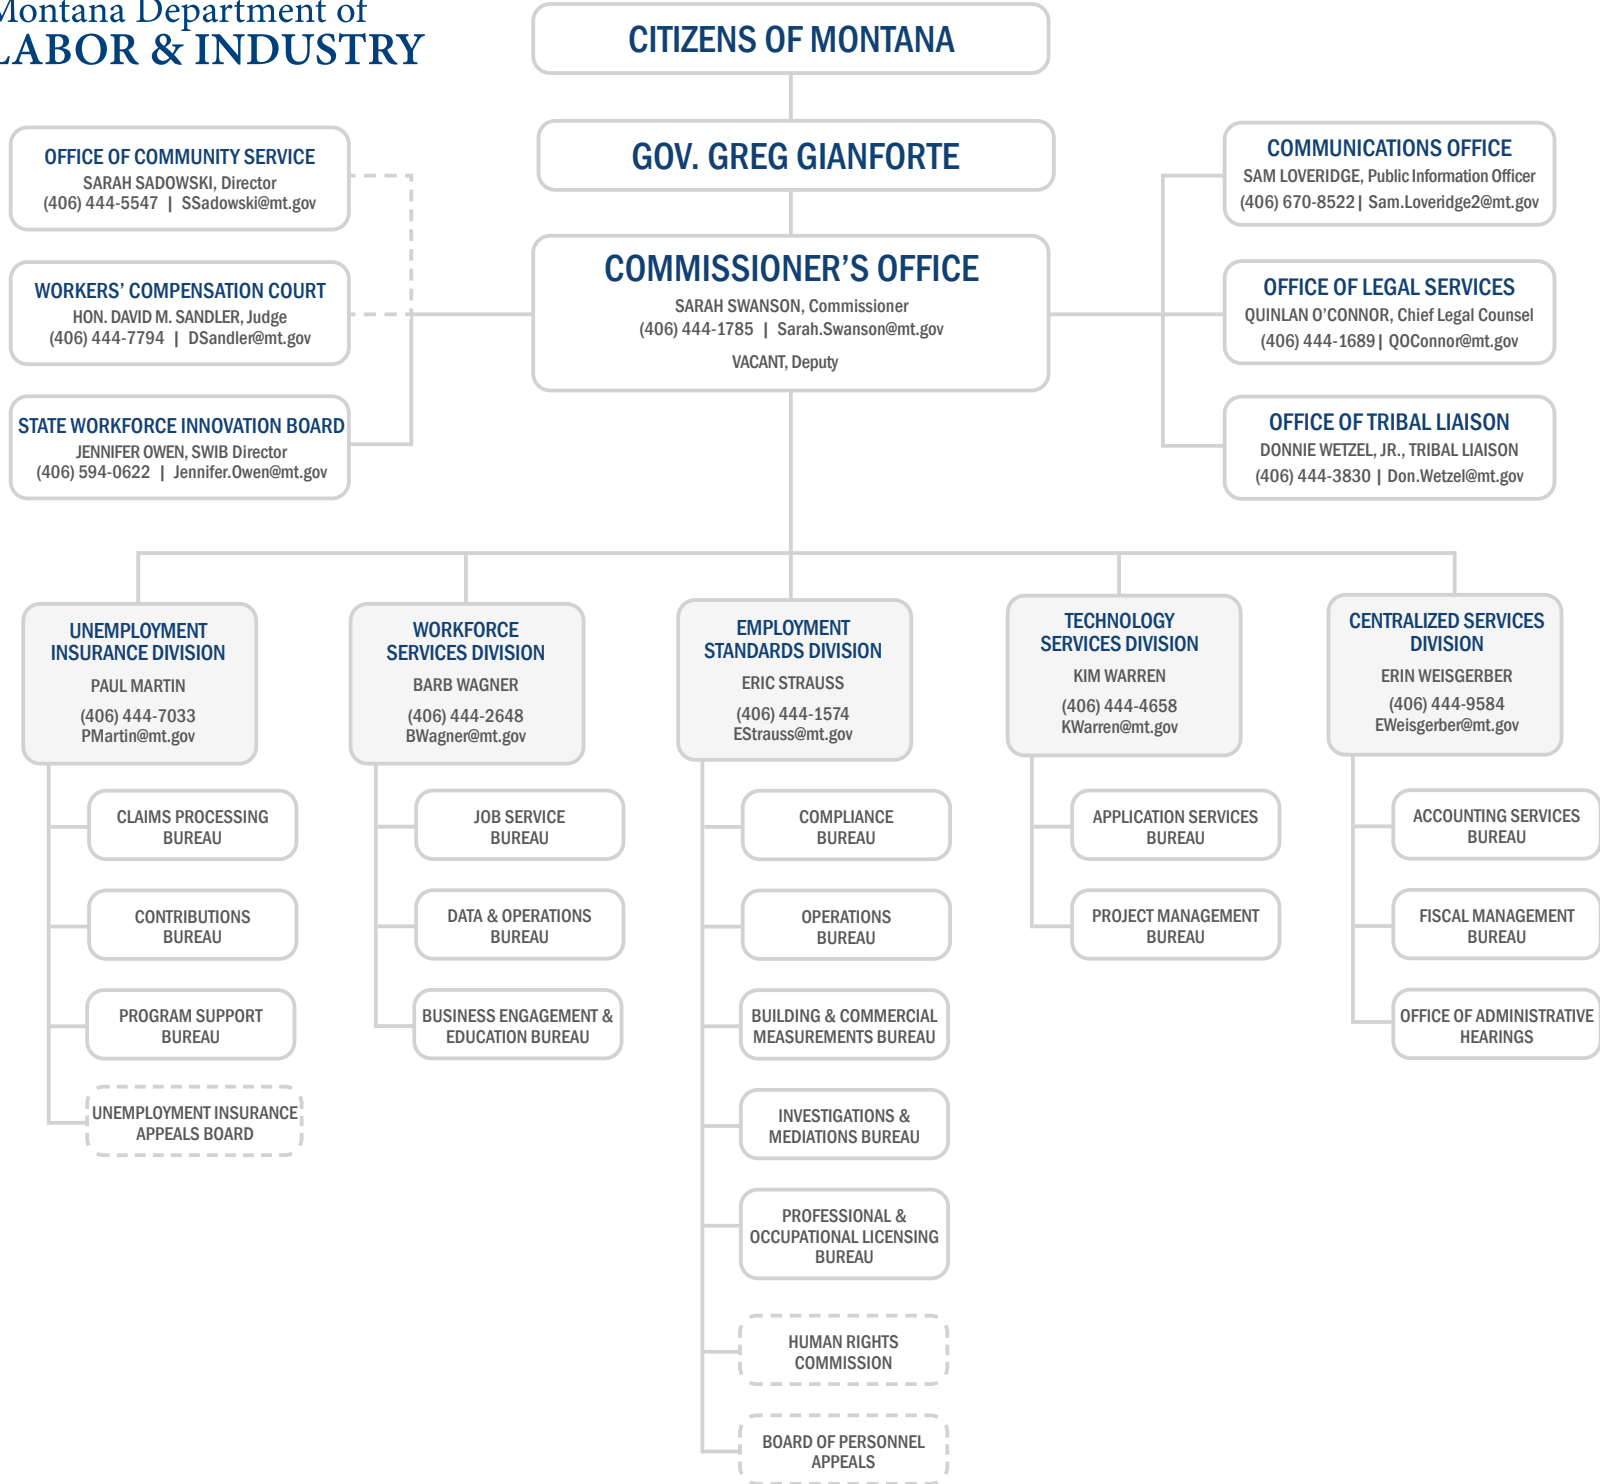 Montana Department of
LABOR & INDUSTRY
CITIZENS OF MONTANA
GOV. GREG GIANFORTE
OFFICE OF COMMUNITY SERVICE
SARAH SADOWSKI, Director
(406) 444-5547 | SSadowski@mt.gov
WORKERS’ COMPENSATION COURT
HON. DAVID M. SANDLER, Judge
(406) 444-7794 | DSandler@mt.gov
STATE WORKFORCE INNOVATION BOARD
JENNIFER OWEN, SWIB Director
(406) 594-0622 | Jennifer.Owen@mt.gov
COMMISSIONER’S OFFICE
SARAH SWANSON, Commissioner
(406) 444-1785 | Sarah.Swanson@mt.gov
VACANT, Deputy
COMMUNICATIONS OFFICE
SAM LOVERIDGE, Public Information Officer
(406) 670-8522 | Sam.Loveridge2@mt.gov
OFFICE OF LEGAL SERVICES
QUINLAN O’CONNOR, Chief Legal Counsel
(406) 444-1689 | QOConnor@mt.gov
OFFICE OF TRIBAL LIAISON
DONNIE WETZEL, JR., TRIBAL LIAISON
(406) 444-3830 | Don.Wetzel@mt.gov
UNEMPLOYMENT
INSURANCE DIVISION
PAUL MARTIN
(406) 444-7033
PMartin@mt.gov
CLAIMS PROCESSING
BUREAU
CONTRIBUTIONS
BUREAU
PROGRAM SUPPORT
BUREAU
UNEMPLOYMENT INSURANCE
APPEALS BOARD
WORKFORCE
SERVICES DIVISION
BARB WAGNER
(406) 444-2648
BWagner@mt.gov
JOB SERVICE
BUREAU
DATA & OPERATIONS
BUREAU
BUSINESS ENGAGEMENT &
EDUCATION BUREAU
EMPLOYMENT
STANDARDS DIVISION
ERIC STRAUSS
(406) 444-1574
EStrauss@mt.gov
COMPLIANCE
BUREAU
OPERATIONS
BUREAU
BUILDING & COMMERCIAL
MEASUREMENTS BUREAU
INVESTIGATIONS &
MEDIATIONS BUREAU
PROFESSIONAL &
OCCUPATIONAL LICENSING
BUREAU
HUMAN RIGHTS
COMMISSION
BOARD OF PERSONNEL
APPEALS
TECHNOLOGY
SERVICES DIVISION
KIM WARREN
(406) 444-4658
KWarren@mt.gov
APPLICATION SERVICES
BUREAU
PROJECT MANAGEMENT
BUREAU
CENTRALIZED SERVICES
DIVISION
ERIN WEISGERBER
(406) 444-9584
EWeisgerber@mt.gov
ACCOUNTING SERVICES
BUREAU
FISCAL MANAGEMENT
BUREAU
OFFICE OF ADMINISTRATIVE
HEARINGS